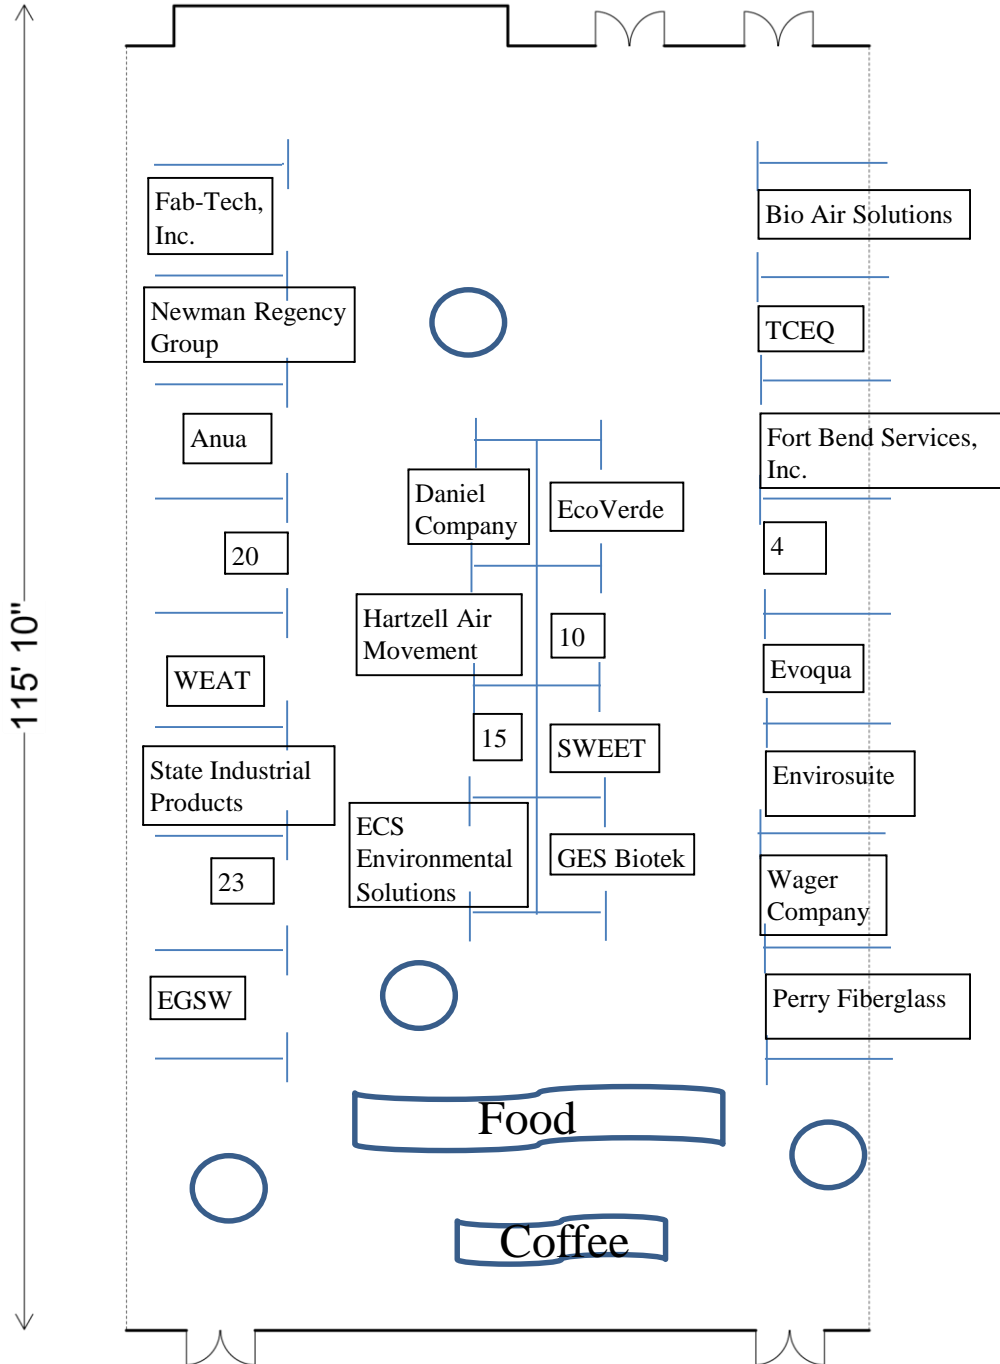 115' 10"
Fab-Tech,
Inc.
Newman Regency
Group
Anua
20
WEAT
State Industrial
Products
23
EGSW
Daniel
Company
Hartzell Air
Movement
15
ECS
Environmental
Solutions
EcoVerde
10
SWEET
GES Biotek
Bio Air Solutions
TCEQ
Fort Bend Services,
Inc.
4
Evoqua
Envirosuite
Wager
Company
Perry Fiberglass
Food
Coffee